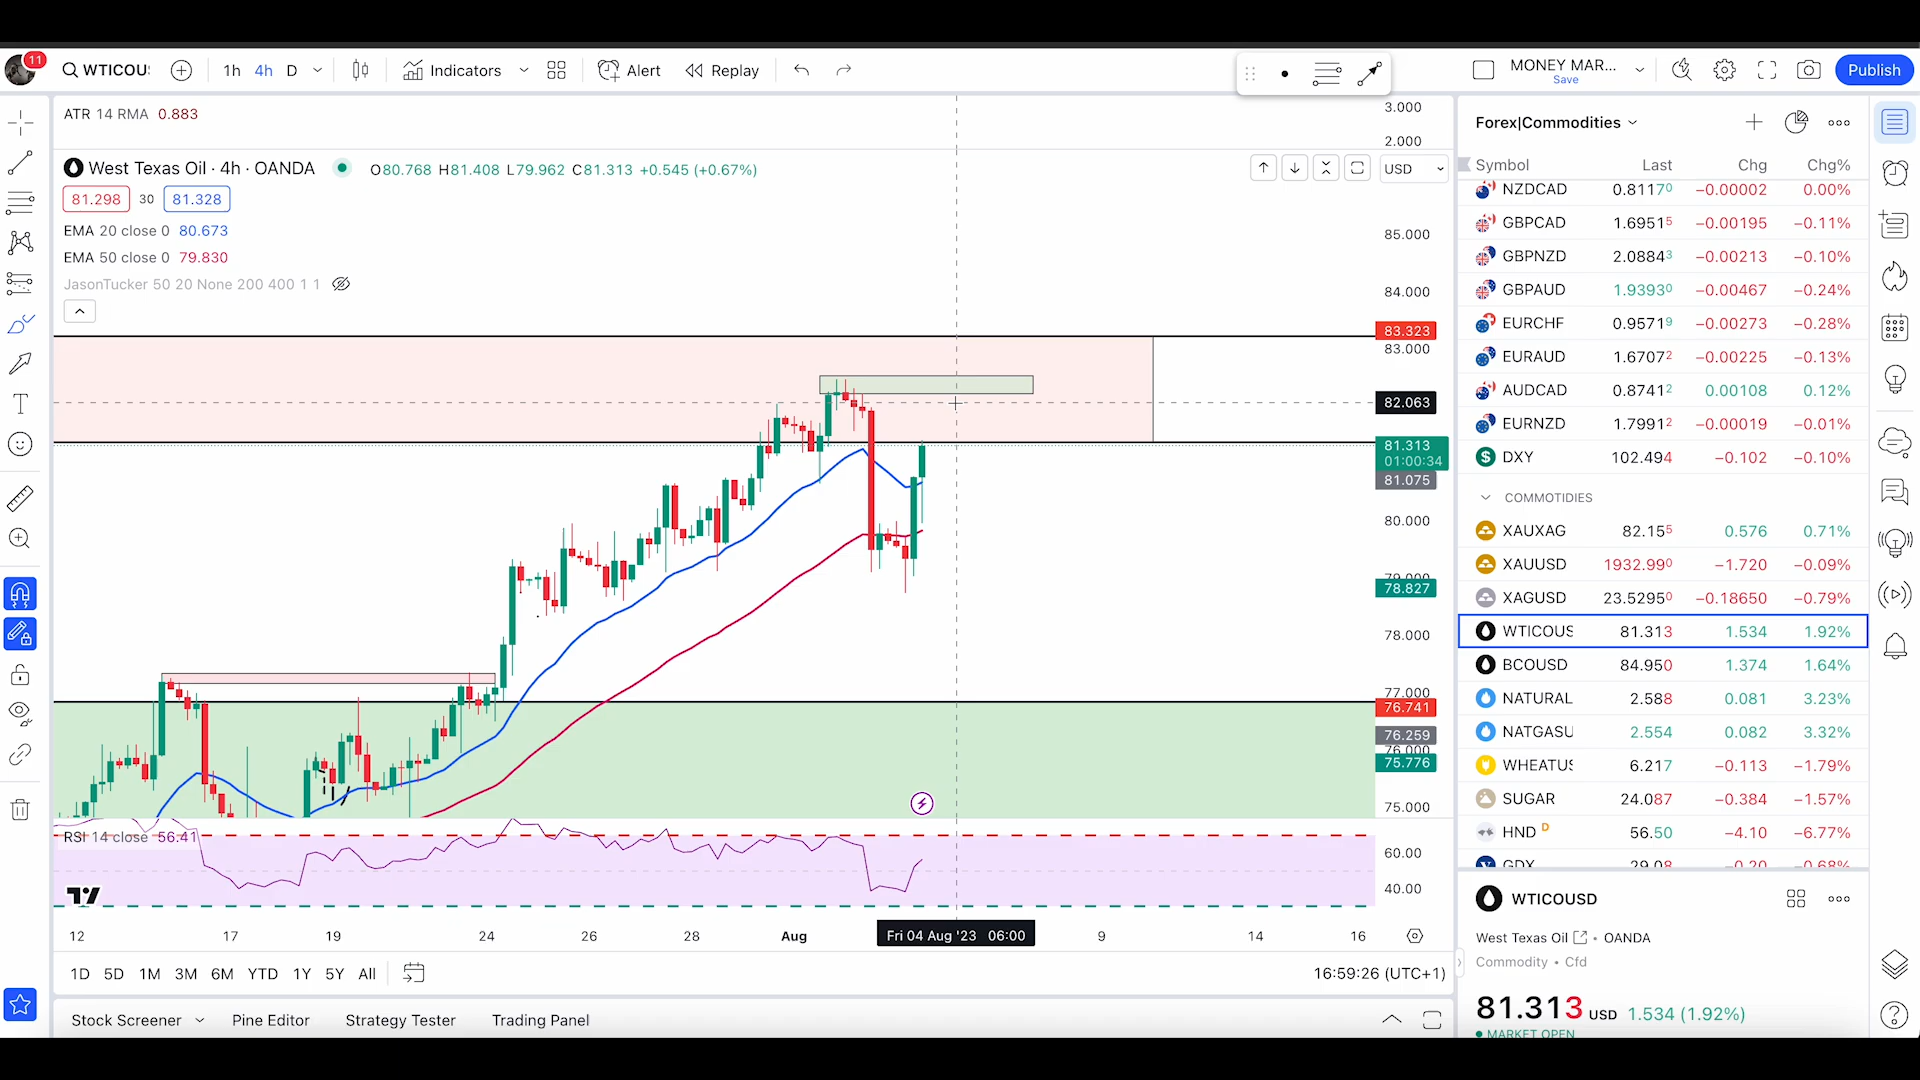 11
WTICOU
1h 4h D
Indicators
Alert
Replay
MONEY MAR...
Save
Publish
ATR 14 RMA 0.883
West Texas Oil · 4h · OANDA
O80.768 H81.408 L79.962 C81.313 +0.545 (+0.67%)
USD
81.298 30 81.328
EMA 20 close 0 80.673
EMA 50 close 0 79.830
JasonTucker 50 20 None 200 400 1 1
3.000
2.000
85.000
84.000
83.323
83.000
82.063
81.313
01:00:34
81.075
80.000
79.000
78.827
78.000
77.000
76.741
76.259
76.000
75.776
75.000
RSI 14 close 56.41
60.00
40.00
12 17 19 24 26 28 Aug Fri 04 Aug '23 06:00 9 14 16
1D 5D 1M 3M 6M YTD 1Y 5Y All
16:59:26 (UTC+1)
Stock Screener Pine Editor Strategy Tester Trading Panel
Forex|Commodities
Symbol Last Chg Chg%
NZDCAD 0.81170 −0.00002 0.00%
GBPCAD 1.69515 −0.00195 −0.11%
GBPNZD 2.08843 −0.00213 −0.10%
GBPAUD 1.93930 −0.00467 −0.24%
EURCHF 0.95719 −0.00273 −0.28%
EURAUD 1.67072 −0.00225 −0.13%
AUDCAD 0.87412 0.00108 0.12%
EURNZD 1.79912 −0.00019 −0.01%
DXY 102.494 −0.102 −0.10%
COMMOTIDIES
XAUXAG 82.155 0.576 0.71%
XAUUSD 1932.990 −1.720 −0.09%
XAGUSD 23.52950 −0.18650 −0.79%
WTICOUS 81.313 1.534 1.92%
BCOUSD 84.950 1.374 1.64%
NATURAL 2.588 0.081 3.23%
NATGASU 2.554 0.082 3.32%
WHEATUS 6.217 −0.113 −1.79%
SUGAR 24.087 −0.384 −1.57%
HND D 56.50 −4.10 −6.77%
GDX 29.08 −0.20 −0.68%
WTICOUSD
West Texas Oil • OANDA
Commodity • Cfd
81.313 USD 1.534 (1.92%)
MARKET OPEN